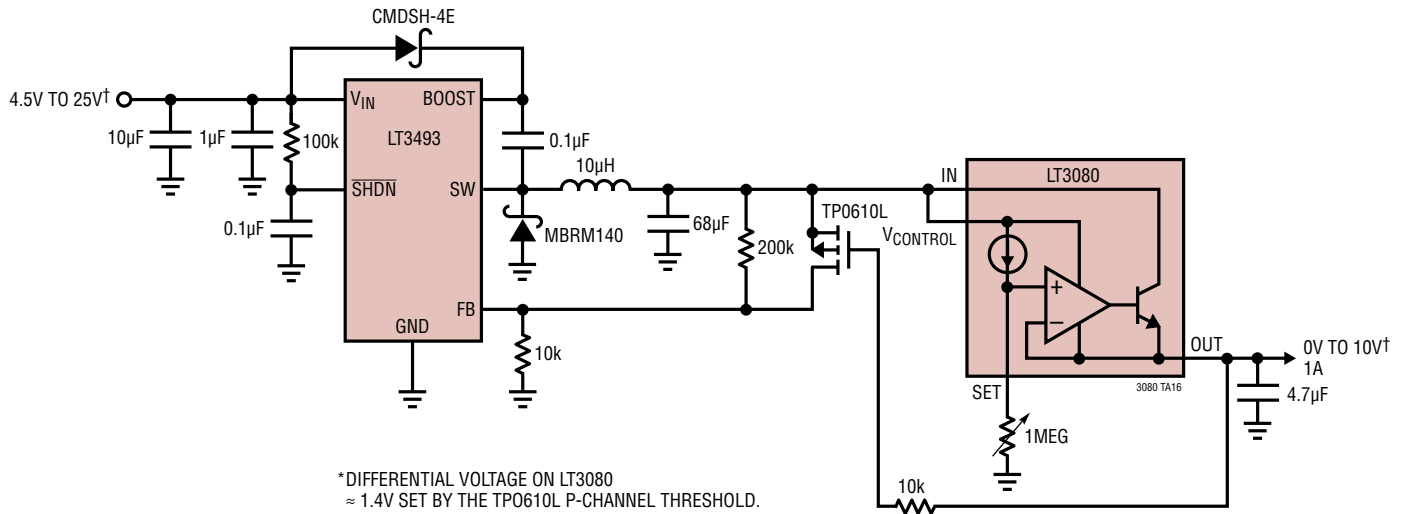 CMDSH-4E
4.5V TO 25V†
10µF
1µF
100k
0.1µF
VIN
BOOST
LT3493
SHDN
SW
FB
GND
0.1µF
10µH
MBRM140
68µF
200k
10k
TP0610L
IN
LT3080
VCONTROL
+
–
OUT
0V TO 10V†
1A
4.7µF
3080 TA16
SET
1MEG
10k
*DIFFERENTIAL VOLTAGE ON LT3080
≈ 1.4V SET BY THE TPO610L P-CHANNEL THRESHOLD.